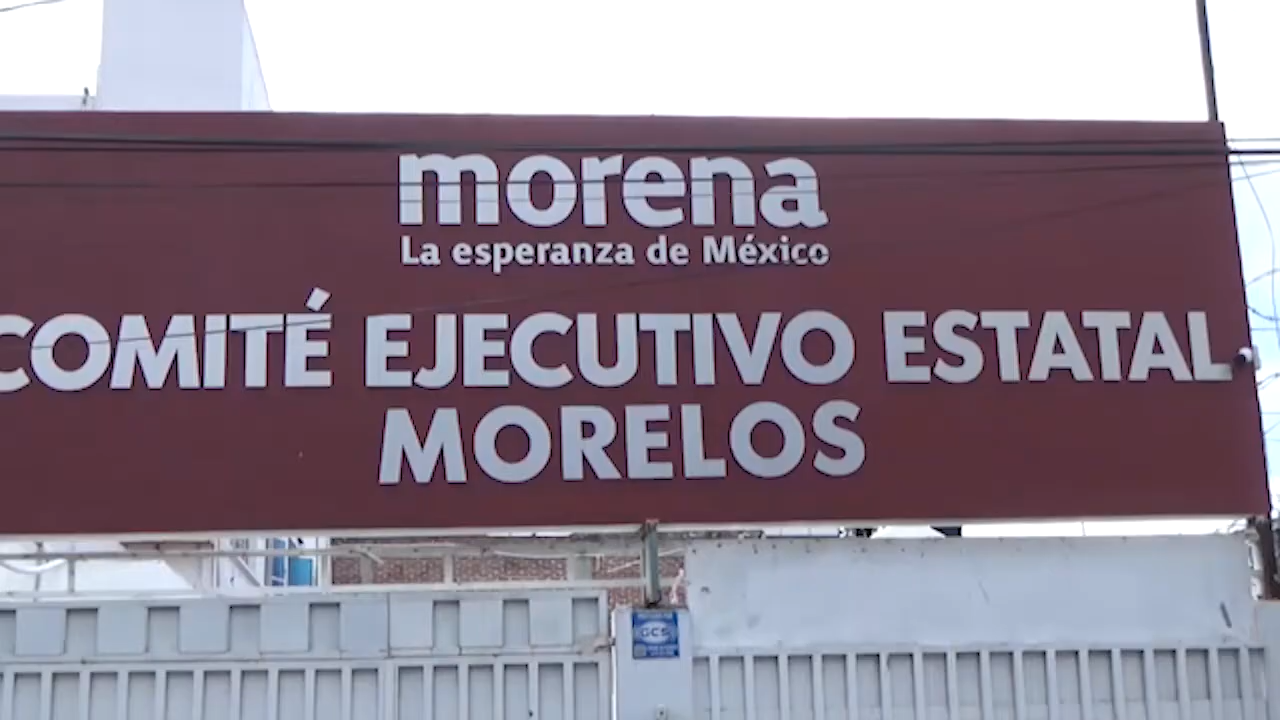 morena
La esperanza de México
COMITÉ EJECUTIVO ESTATAL
MORELOS
GCS